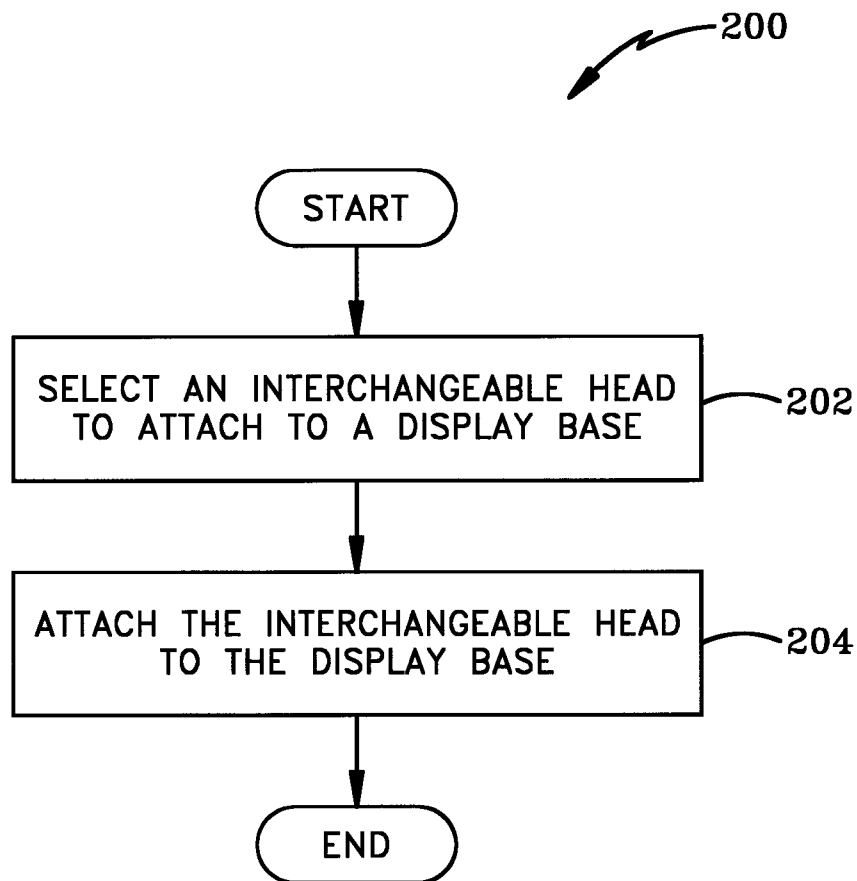 200
START
SELECT AN INTERCHANGEABLE HEAD
TO ATTACH TO A DISPLAY BASE
202
ATTACH THE INTERCHANGEABLE HEAD
TO THE DISPLAY BASE
204
END